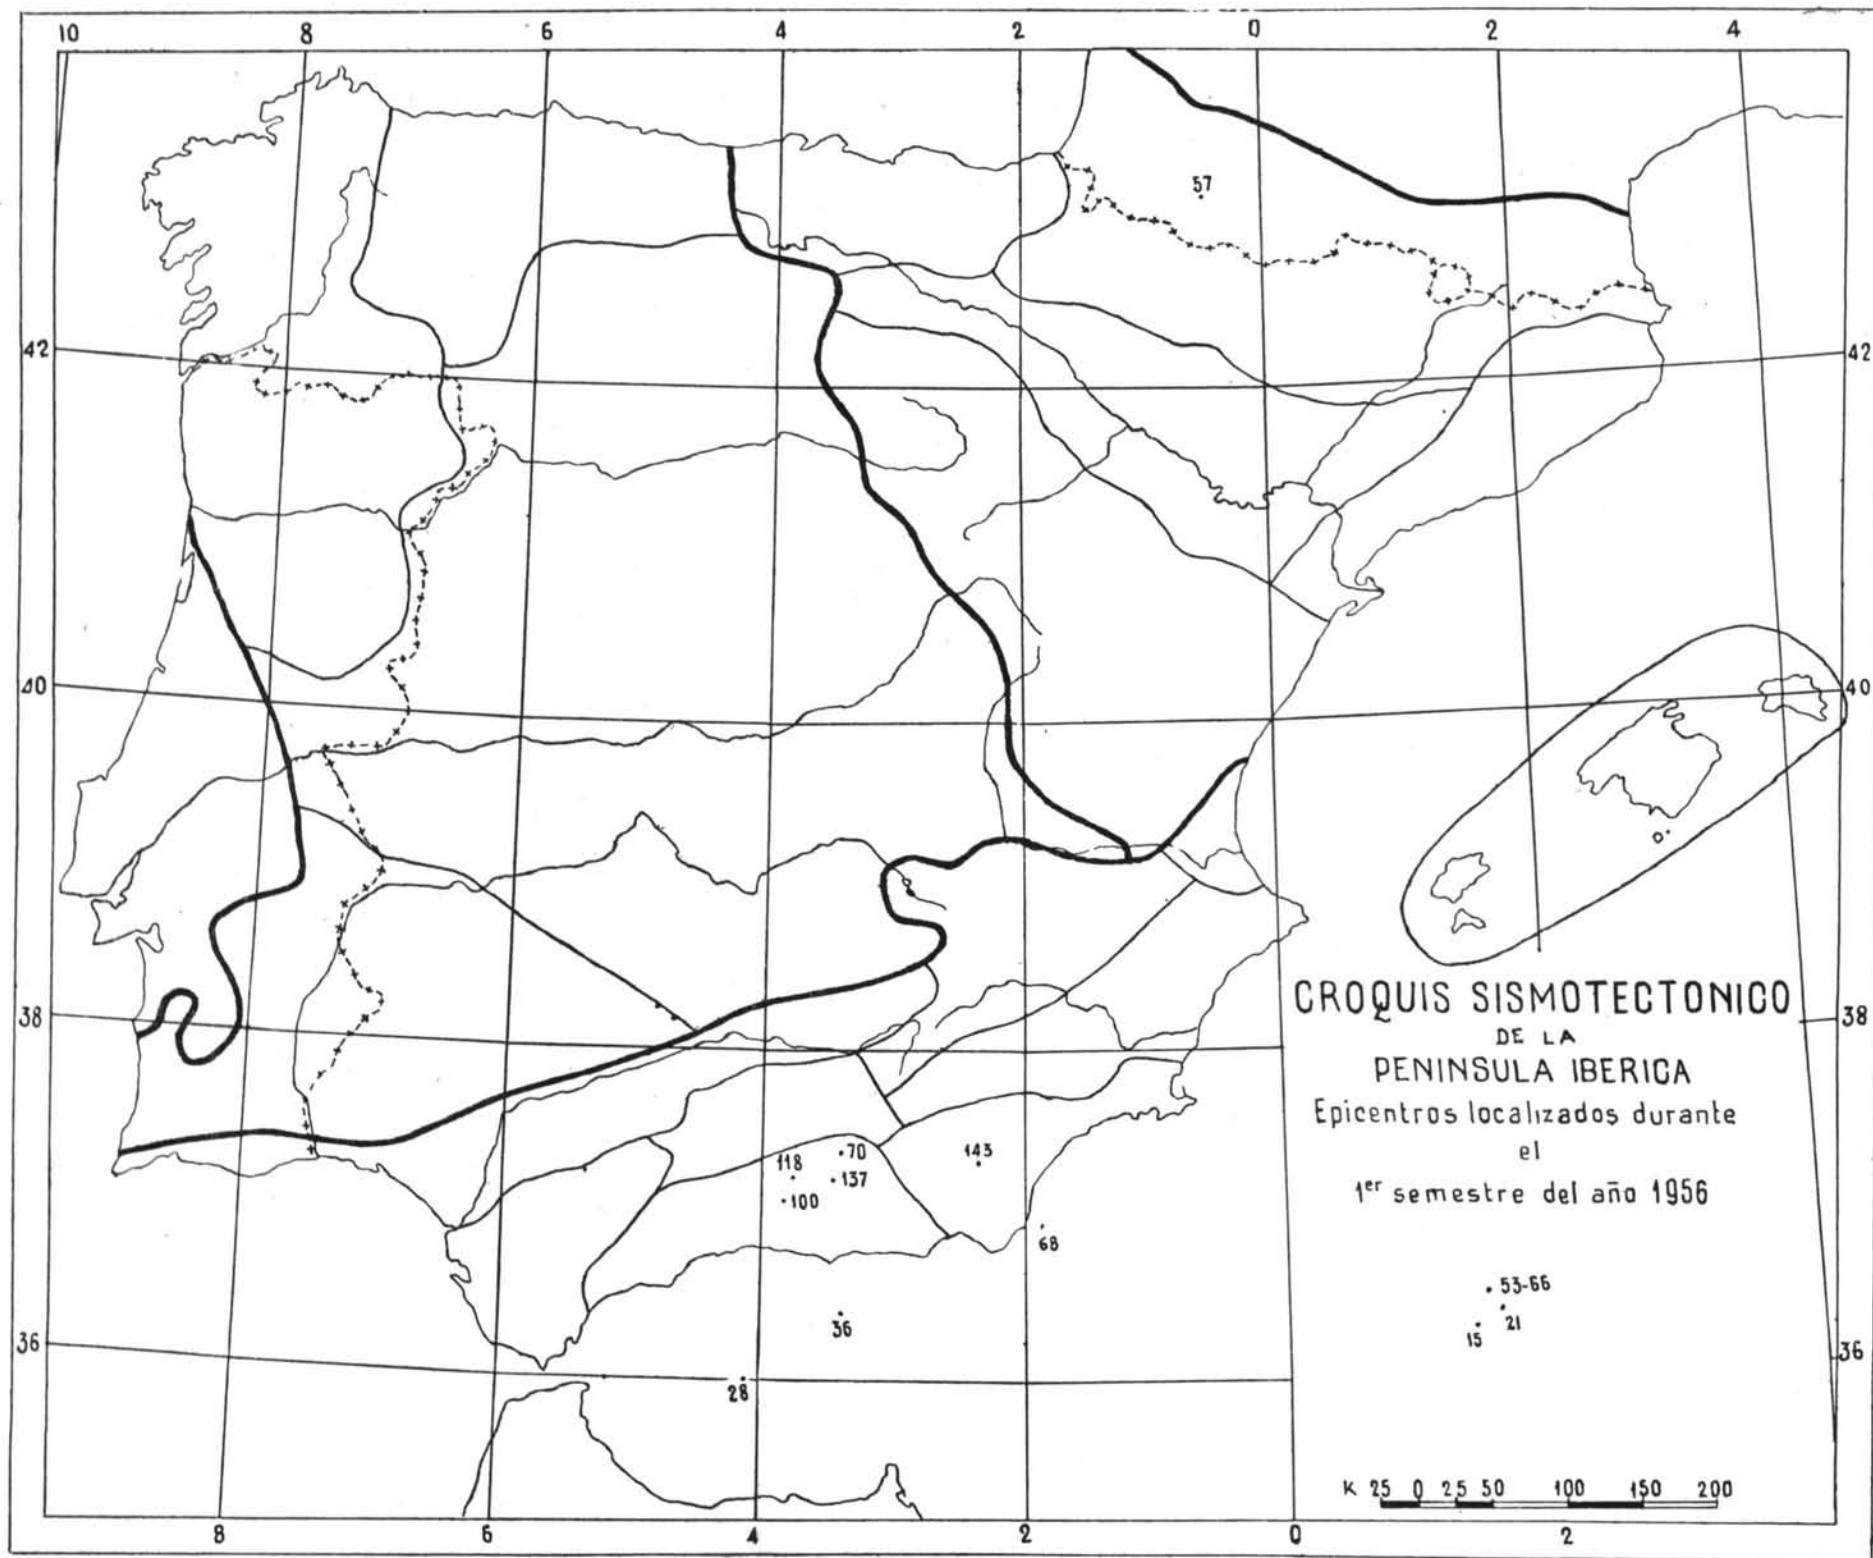 10 8 6 4 2 0 2 4
57
42 42
40 40
CROQUIS SISMOTECTONICO
DE LA
PENINSULA IBERICA
Epicentros localizados durante
el
1er semestre del año 1956
38 38
70
118
143
137
100
68
53-66
21
15
36
36 36
28
K 25 0 25 50 100 150 200
8 6 4 2 0 2